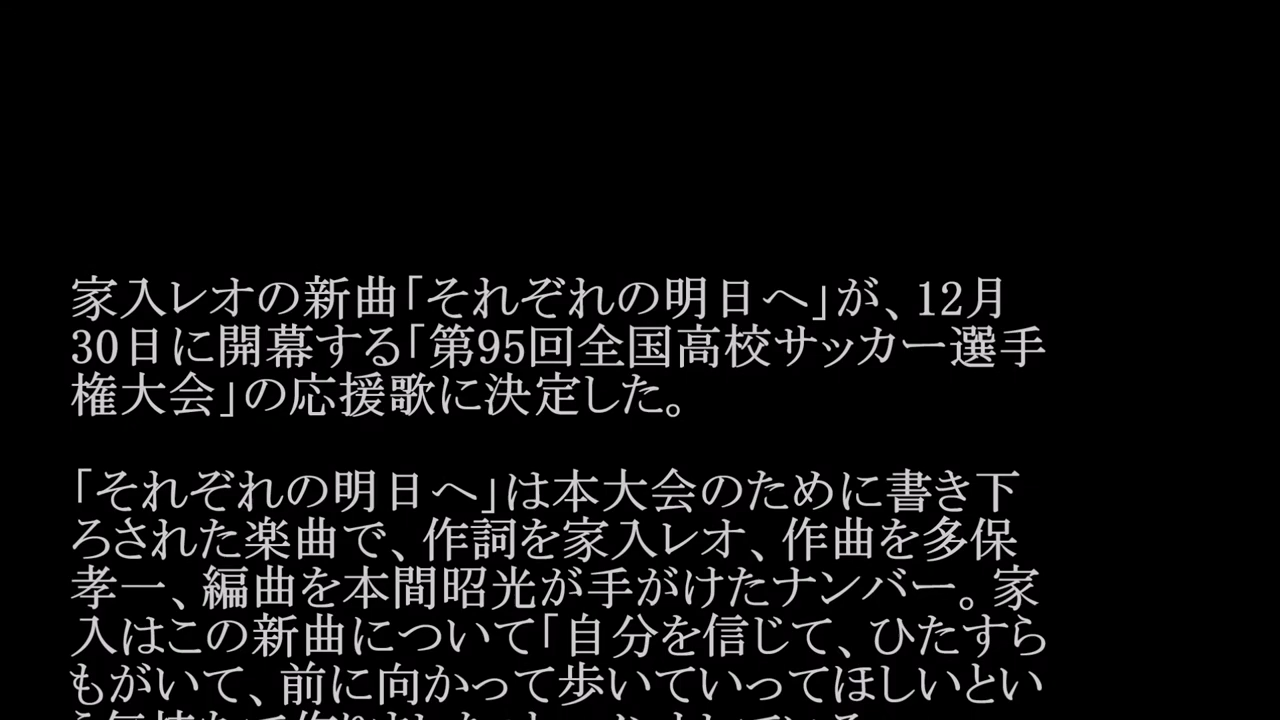 家入レオの新曲「それぞれの明日へ」が、12月
30日に開幕する「第95回全国高校サッカー選手
権大会」の応援歌に決定した。
「それぞれの明日へ」は本大会のために書き下
ろされた楽曲で、作詞を家入レオ、作曲を多保
孝一、編曲を本間昭光が手がけたナンバー。家
入はこの新曲について「自分を信じて、ひたすら
もがいて、前に向かって歩いていってほしいとい